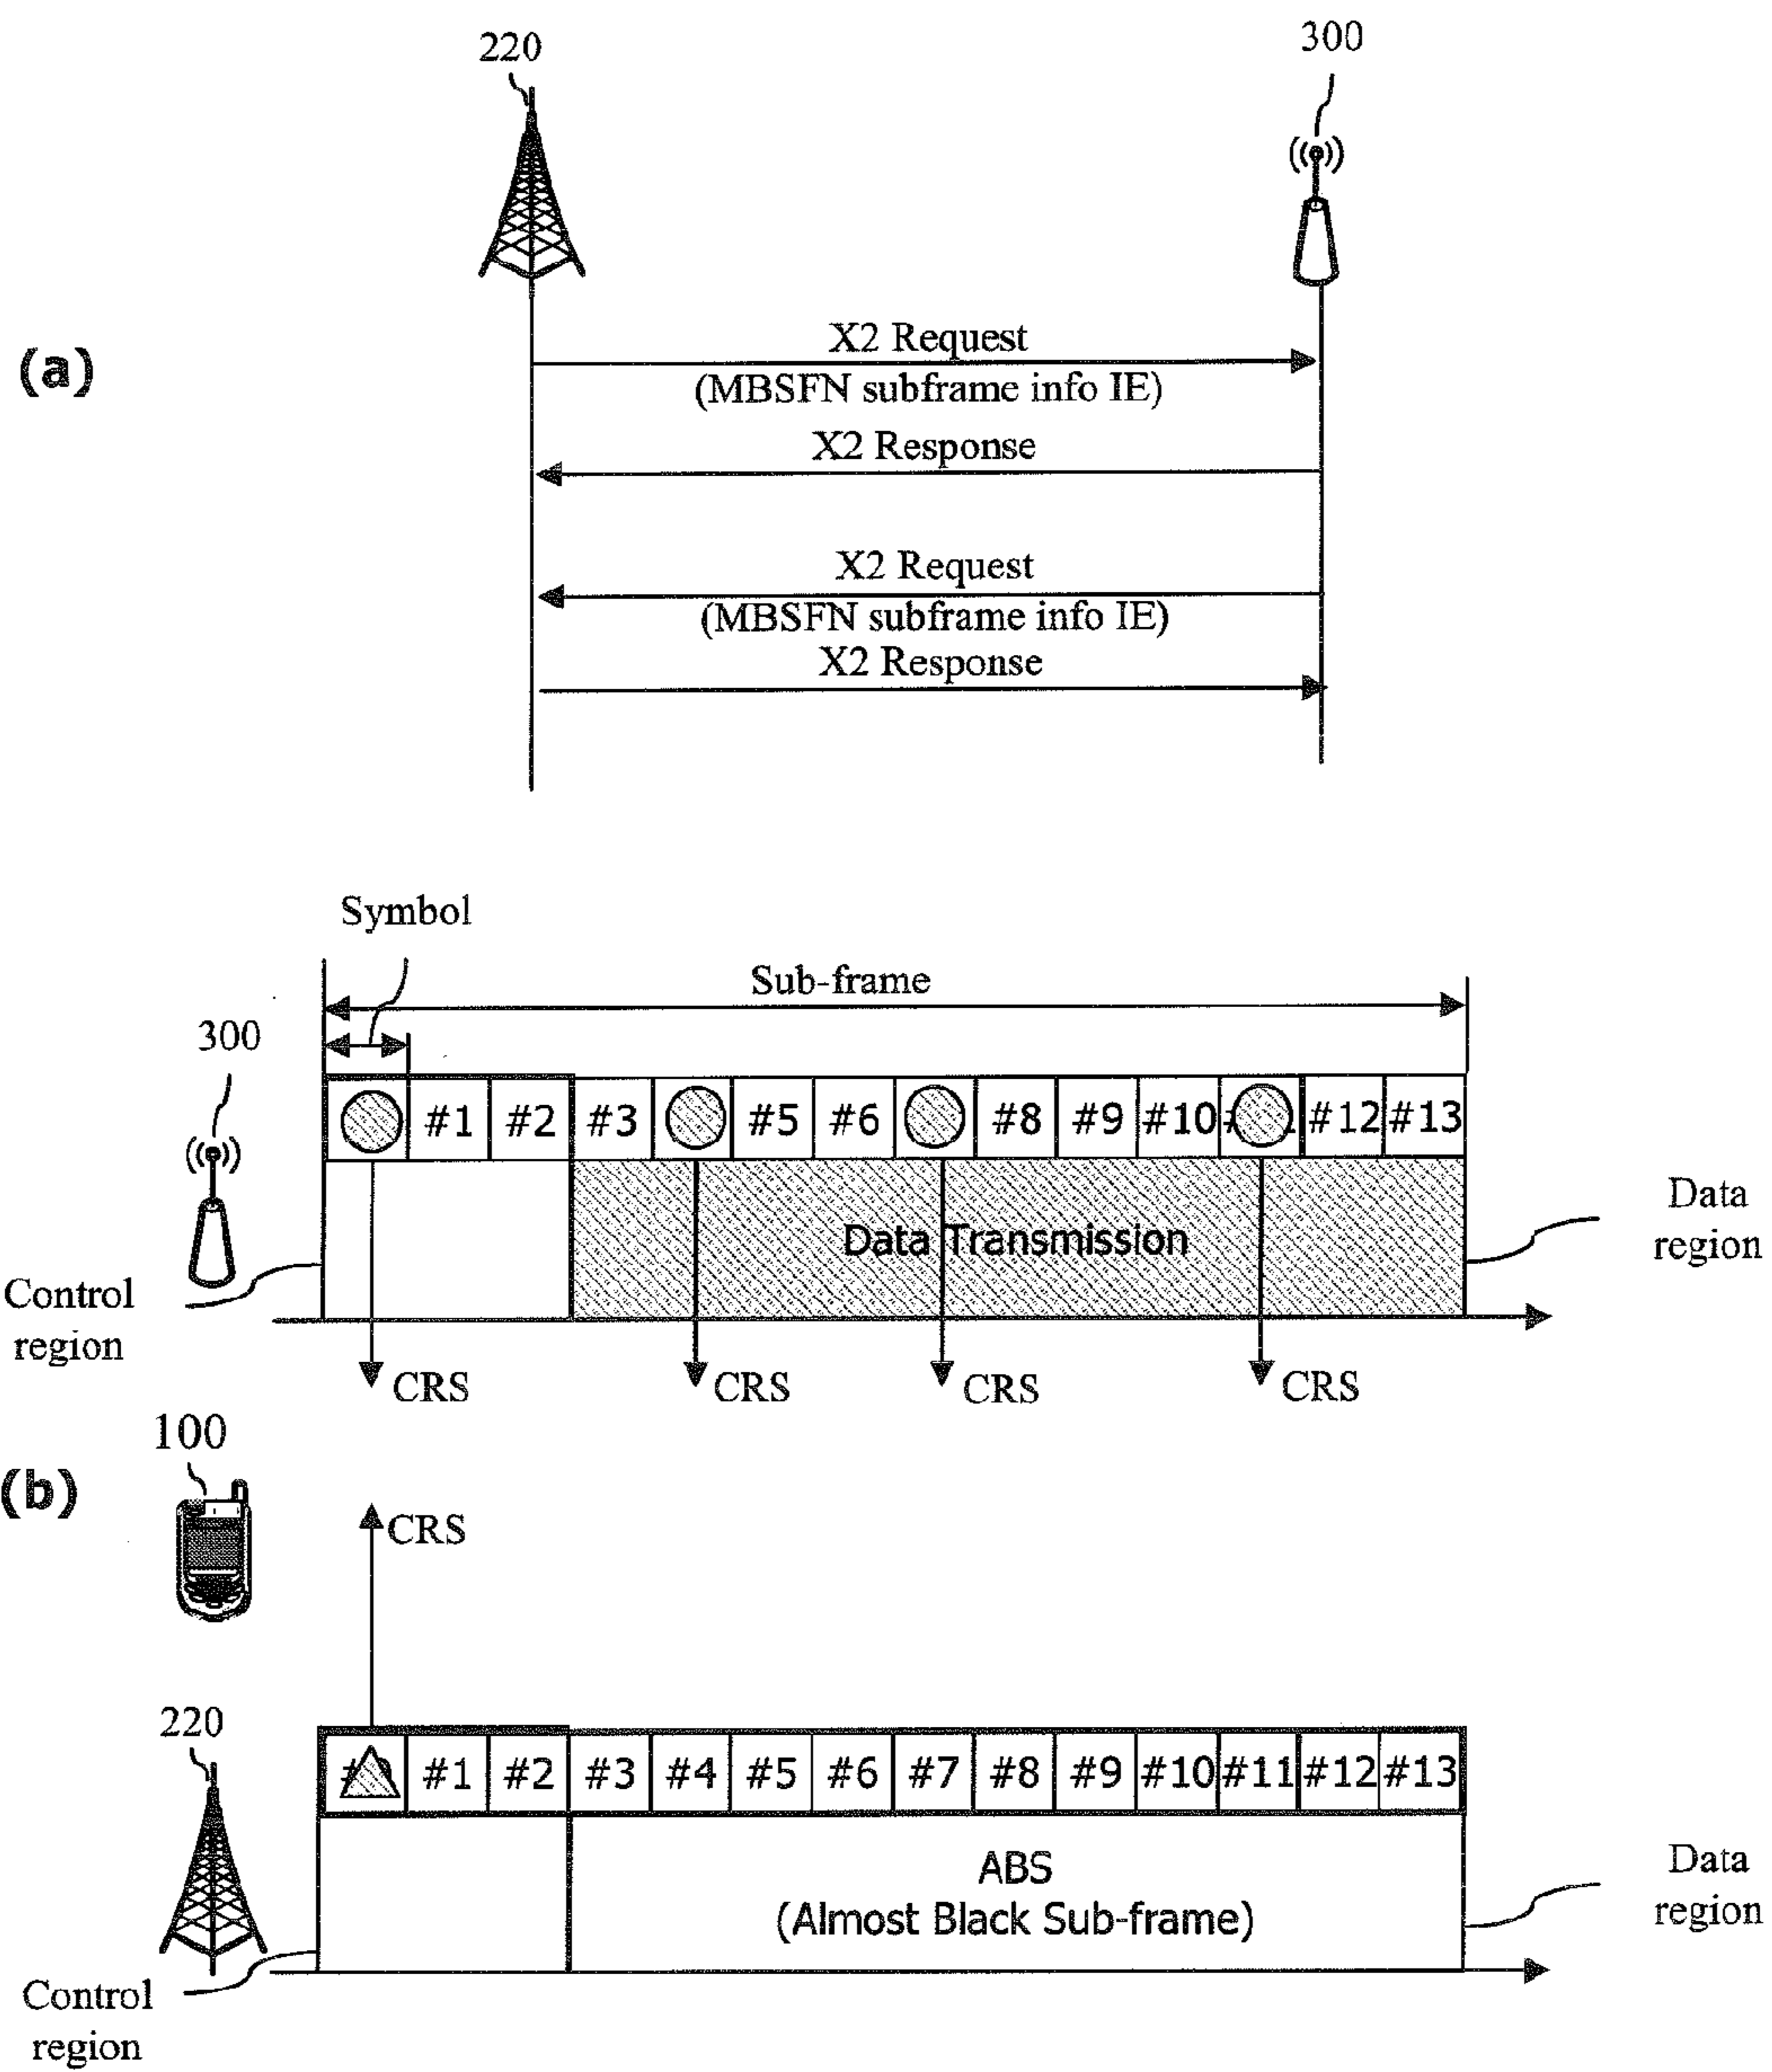 220
300
(a)
X2 Request
(MBSFN subframe info IE)
X2 Response
X2 Request
(MBSFN subframe info IE)
X2 Response
Symbol
Sub-frame
300
#1 #2 #3 #5 #6 #8 #9 #10 #12 #13
Data Transmission
Data
region
Control
region
CRS CRS CRS CRS
100
(b)
CRS
220
#1 #2 #3 #4 #5 #6 #7 #8 #9 #10 #11 #12 #13
ABS
(Almost Black Sub-frame)
Data
region
Control
region